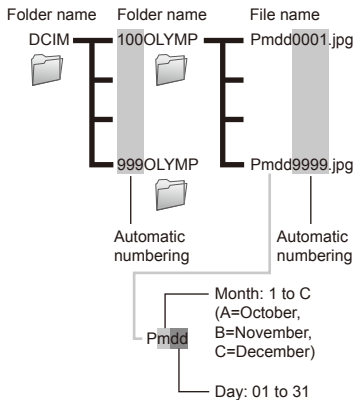 Folder name Folder name File name
DCIM 100OLYMP Pmdd0001.jpg
999OLYMP Pmdd9999.jpg
Automatic numbering Automatic numbering
Month: 1 to C
(A=October,
B=November,
C=December)
Pmdd
Day: 01 to 31